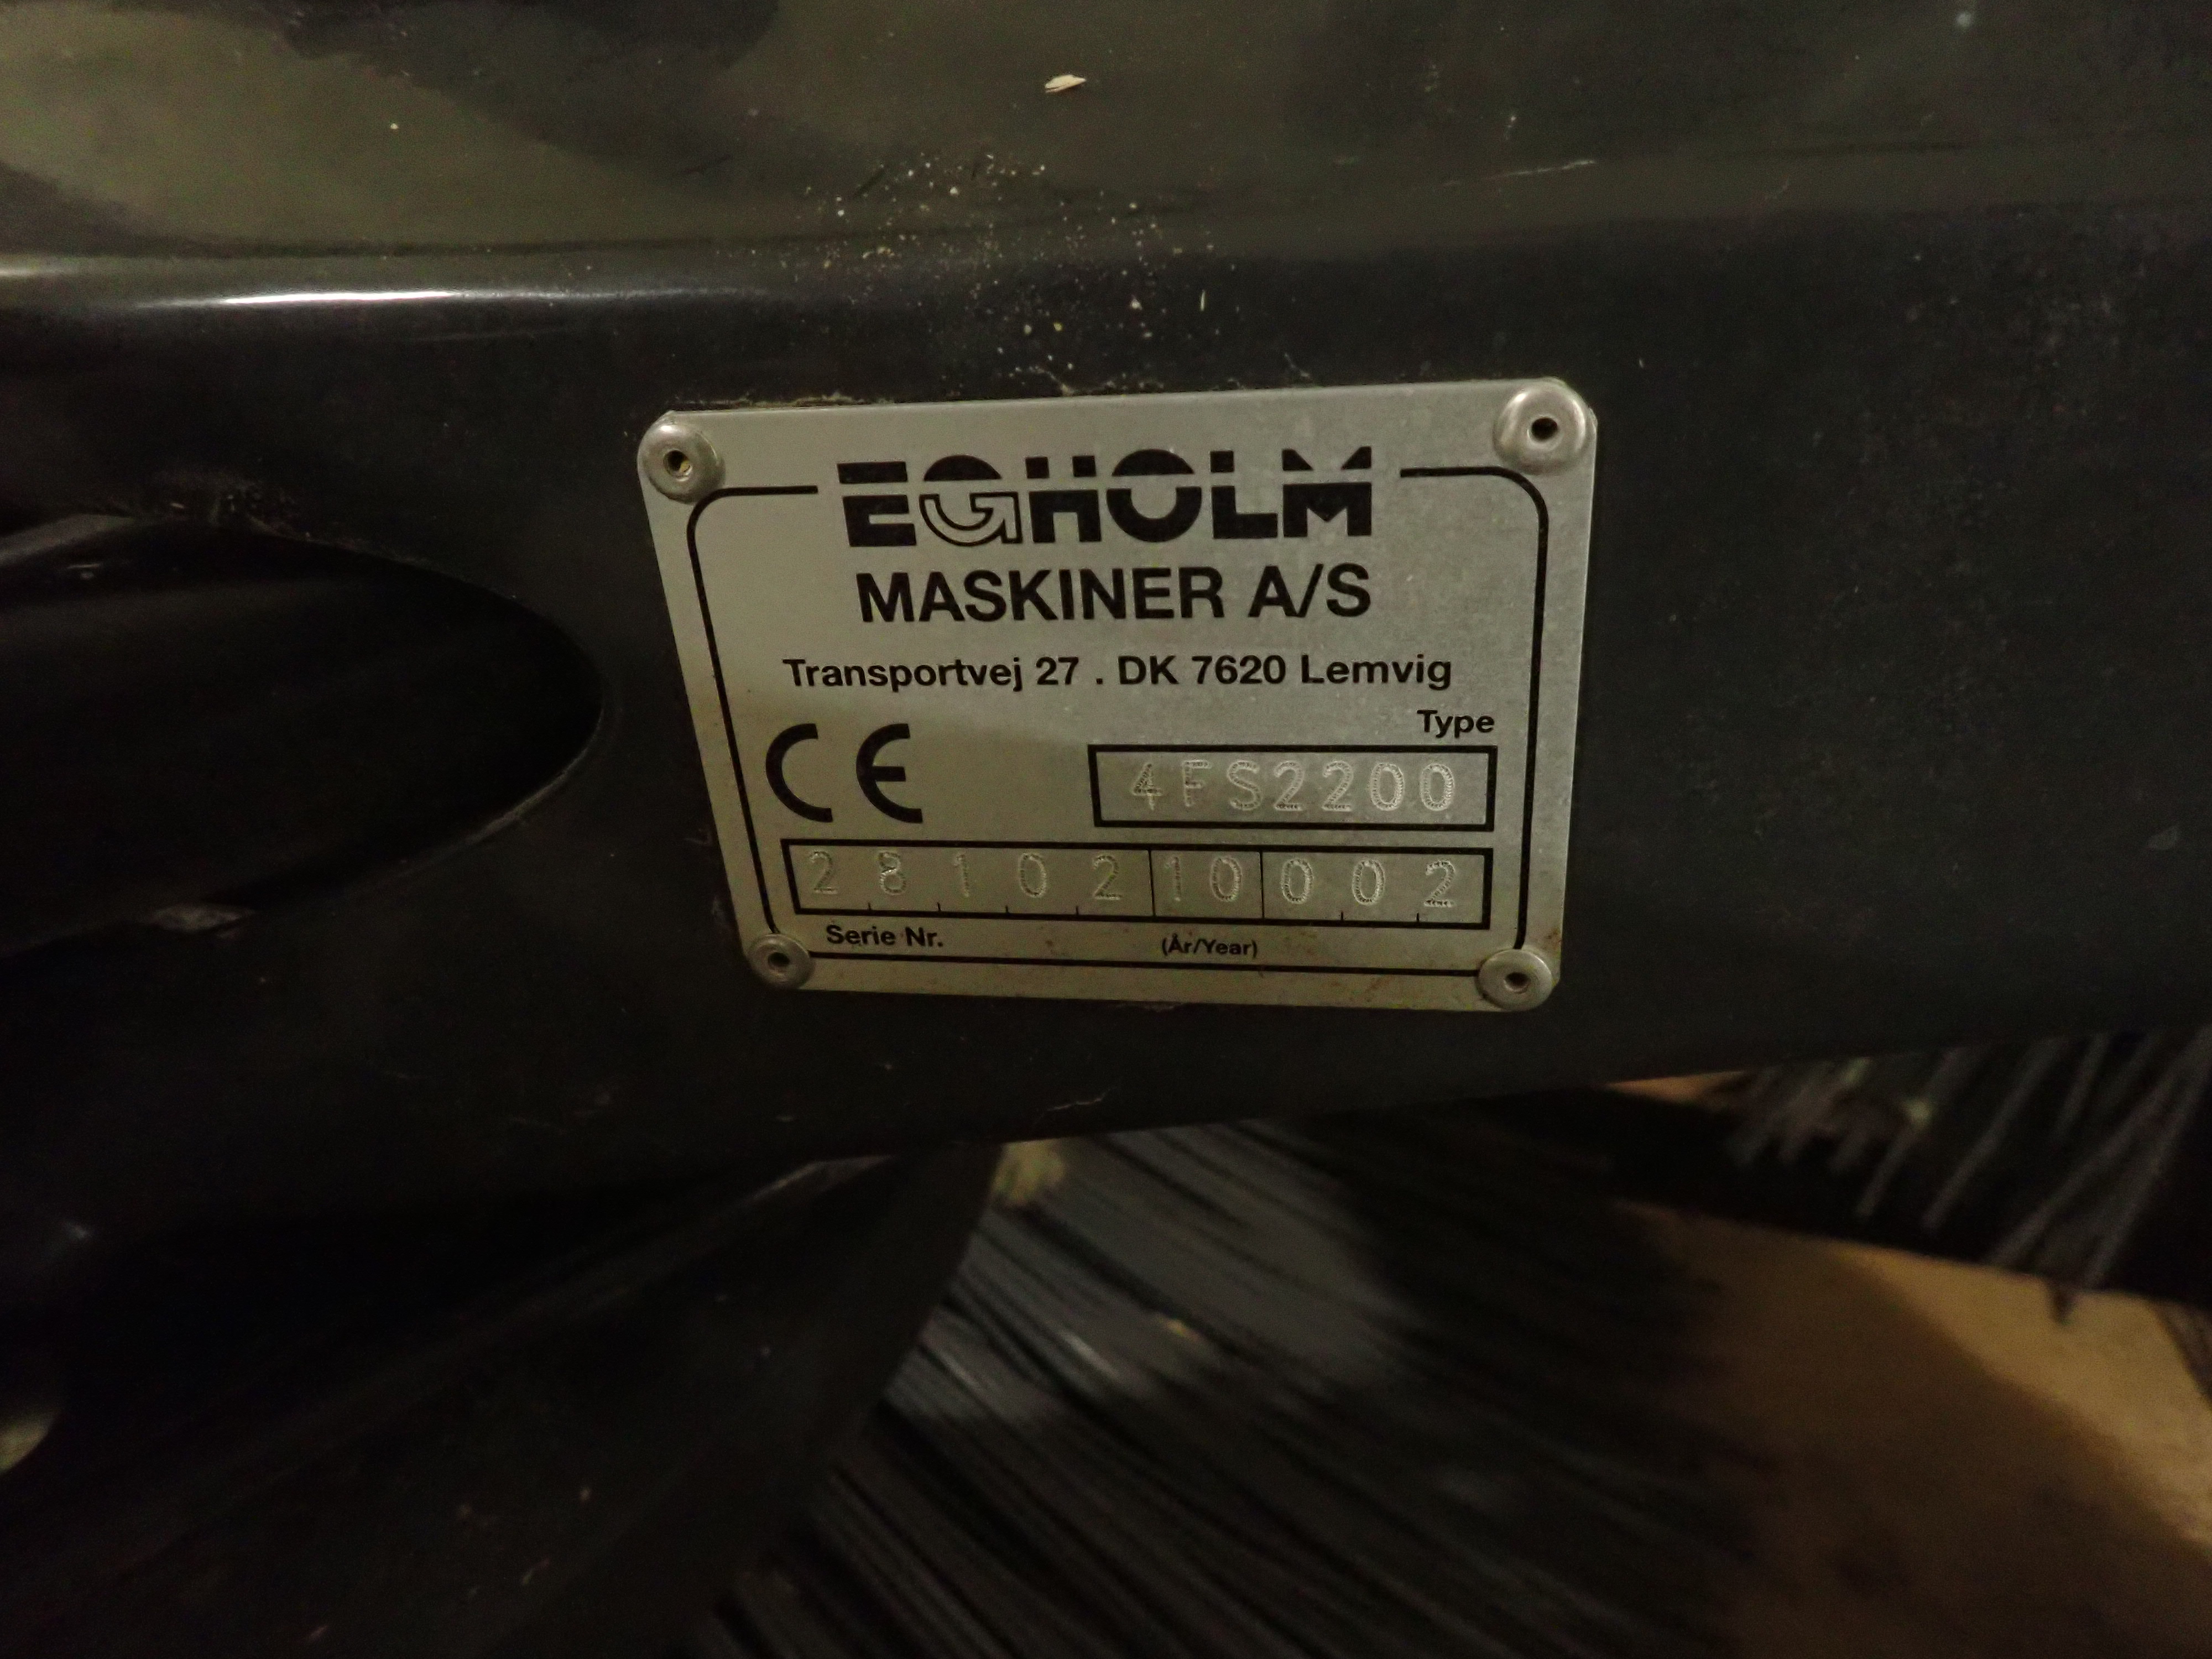 EGHOLM
MASKINER A/S
Transportvej 27 . DK 7620 Lemvig
Type
CE
4FS2200
2810210002
Serie Nr. (År/Year)